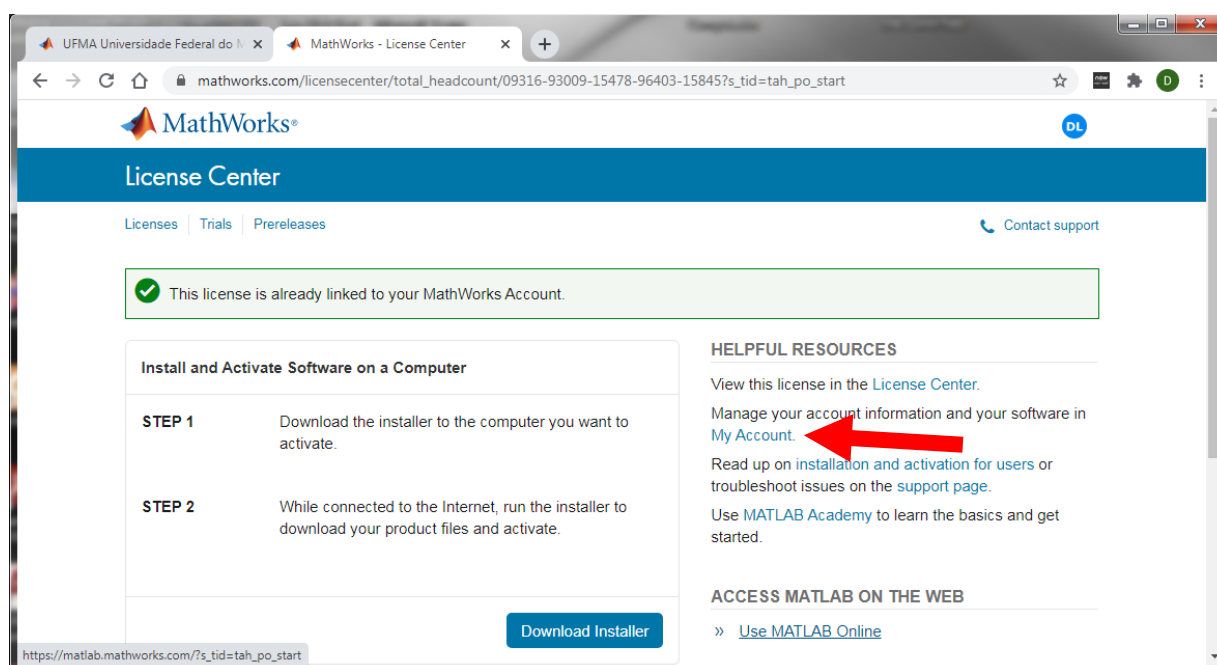 UFMA Universidade Federal do M
MathWorks - License Center
mathworks.com/licensecenter/total_headcount/09316-93009-15478-96403-15845?s_tid=tah_po_start
new
D
MathWorks®
DL
License Center
Licenses Trials Prereleases
Contact support
This license is already linked to your MathWorks Account.
Install and Activate Software on a Computer
STEP 1 Download the installer to the computer you want to
activate.
STEP 2 While connected to the Internet, run the installer to
download your product files and activate.
Download Installer
HELPFUL RESOURCES
View this license in the License Center.
Manage your account information and your software in
My Account.
Read up on installation and activation for users or
troubleshoot issues on the support page.
Use MATLAB Academy to learn the basics and get
started.
ACCESS MATLAB ON THE WEB
» Use MATLAB Online
https://matlab.mathworks.com/?s_tid=tah_po_start